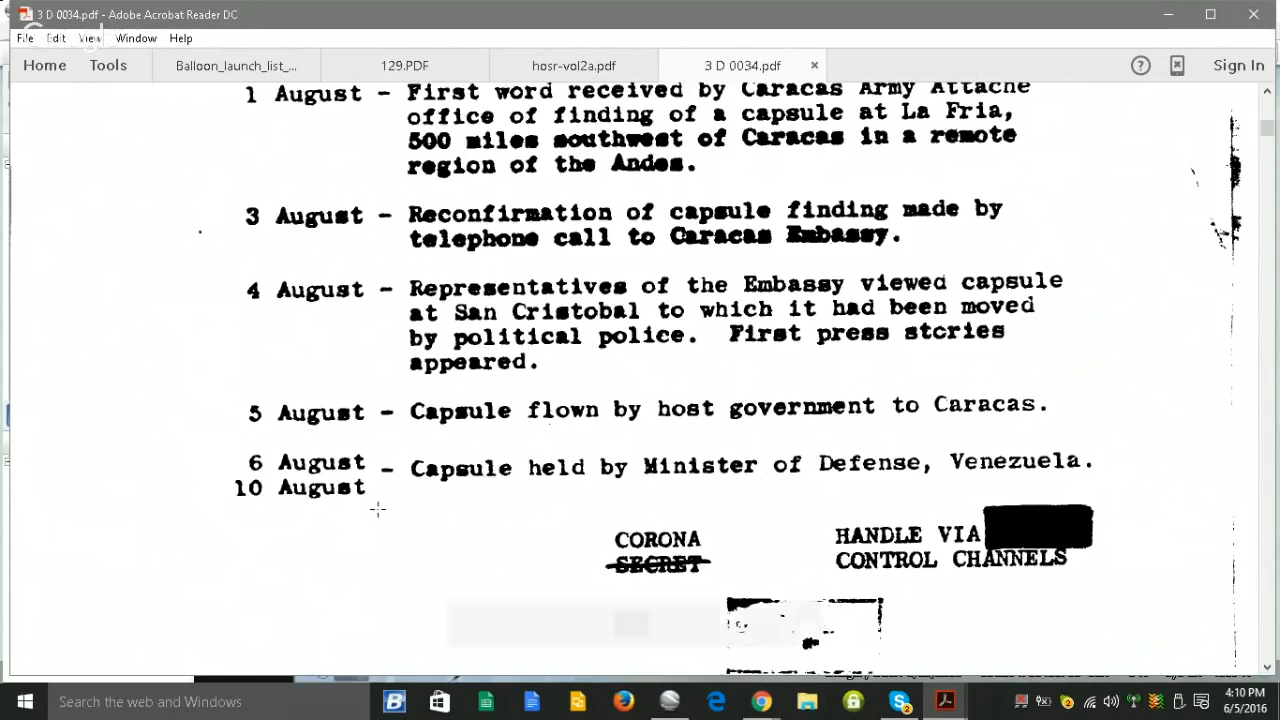 3 D 0034.pdf - Adobe Acrobat Reader DC
Google
File Edit View Window Help
Home Tools Balloon_launch_list_... 129.PDF hosr-vol2a.pdf 3 D 0034.pdf × Sign In
1 August - First word received by Caracas Army Attache
office of finding of a capsule at La Fria,
500 miles southwest of Caracas in a remote
region of the Andes.
3 August - Reconfirmation of capsule finding made by
telephone call to Caracas Embassy.
4 August - Representatives of the Embassy viewed capsule
at San Cristobal to which it had been moved
by political police. First press stories
appeared.
5 August - Capsule flown by host government to Caracas.
6 August - Capsule held by Minister of Defense, Venezuela.
10 August
CORONA HANDLE VIA
SECRET CONTROL CHANNELS
Search the web and Windows
4:10 PM
6/5/2016